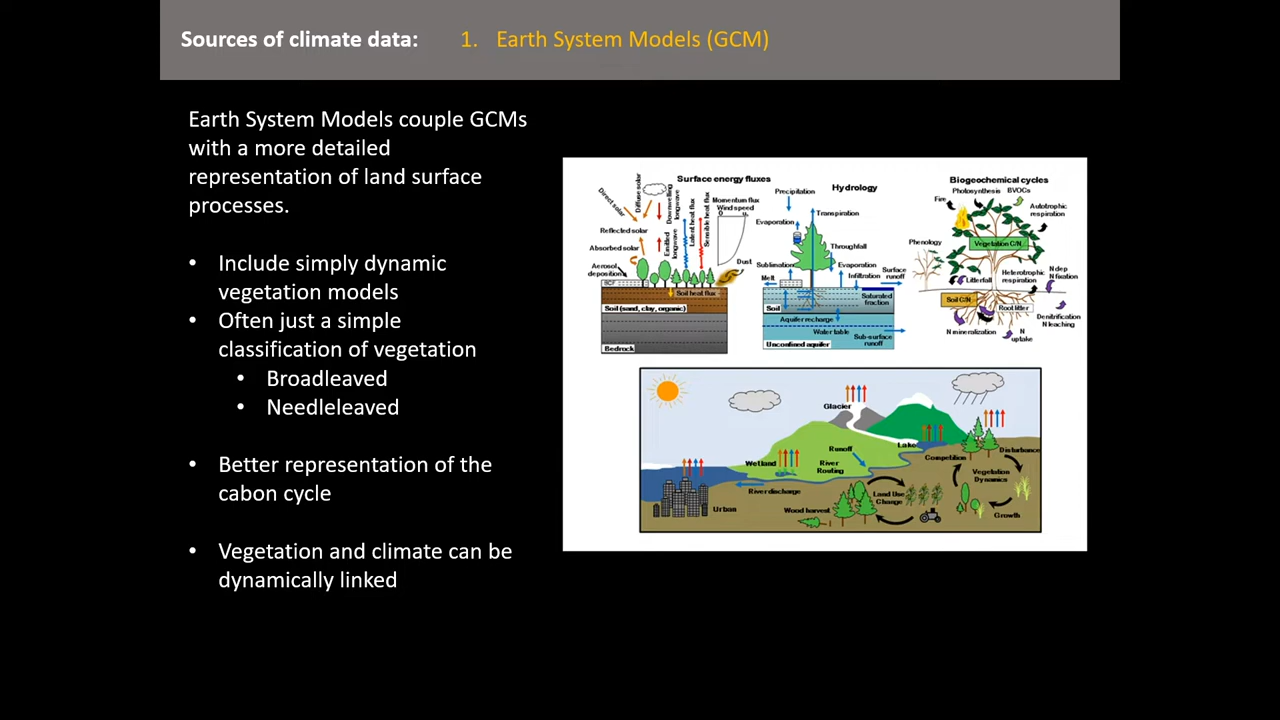 Sources of climate data: 1. Earth System Models (GCM)
Earth System Models couple GCMs
with a more detailed
representation of land surface
processes.
• Include simply dynamic
vegetation models
• Often just a simple
classification of vegetation
• Broadleaved
• Needleleaved
• Better representation of the
cabon cycle
• Vegetation and climate can be
dynamically linked
Surface energy fluxes
Direct solar
Diffuse solar
Downwelling
longwave
Reflected solar
Emitted
longwave
Latent heat flux
Sensible heat flux
Momentum flux
Wind speed
0
Absorbed solar
Aerosol
deposition
Dust
Soil heat flux
Soil (sand, clay, organic)
Bedrock
Hydrology
Precipitation
Evaporation
Transpiration
Throughfall
Sublimation
Evaporation
Melt
Infiltration
Surface
runoff
Saturated
fraction
Soil
Aquifer recharge
Water table
Unconfined aquifer
Sub-surface
runoff
Biogeochemical cycles
Photosynthesis
BVOCs
Fire
Autotrophic
respiration
Phenology
Vegetation C/N
Litterfall
Heterotrophic
respiration
N dep
N fixation
Soil C/N
Root litter
N mineralization
N
uptake
Denitrification
N leaching
Glacier
Lake
Runoff
River
Routing
Wetland
River discharge
Urban
Wood harvest
Land Use
Change
Competition
Disturbance
Vegetation
Dynamics
Growth